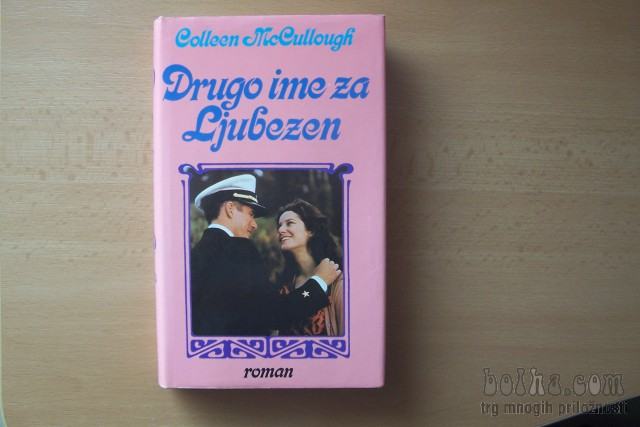 Colleen McCullough
Drugo ime za
Ljubezen
roman
bolha.com
trg mnogih priložnosti